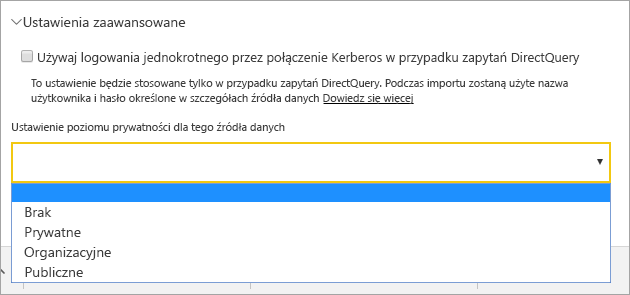 Ustawienia zaawansowane
Używaj logowania jednokrotnego przez połączenie Kerberos w przypadku zapytań DirectQuery
To ustawienie będzie stosowane tylko w przypadku zapytań DirectQuery. Podczas importu zostaną użyte nazwa
użytkownika i hasło określone w szczegółach źródła danych Dowiedz się więcej
Ustawienie poziomu prywatności dla tego źródła danych
Brak
Prywatne
Organizacyjne
Publiczne